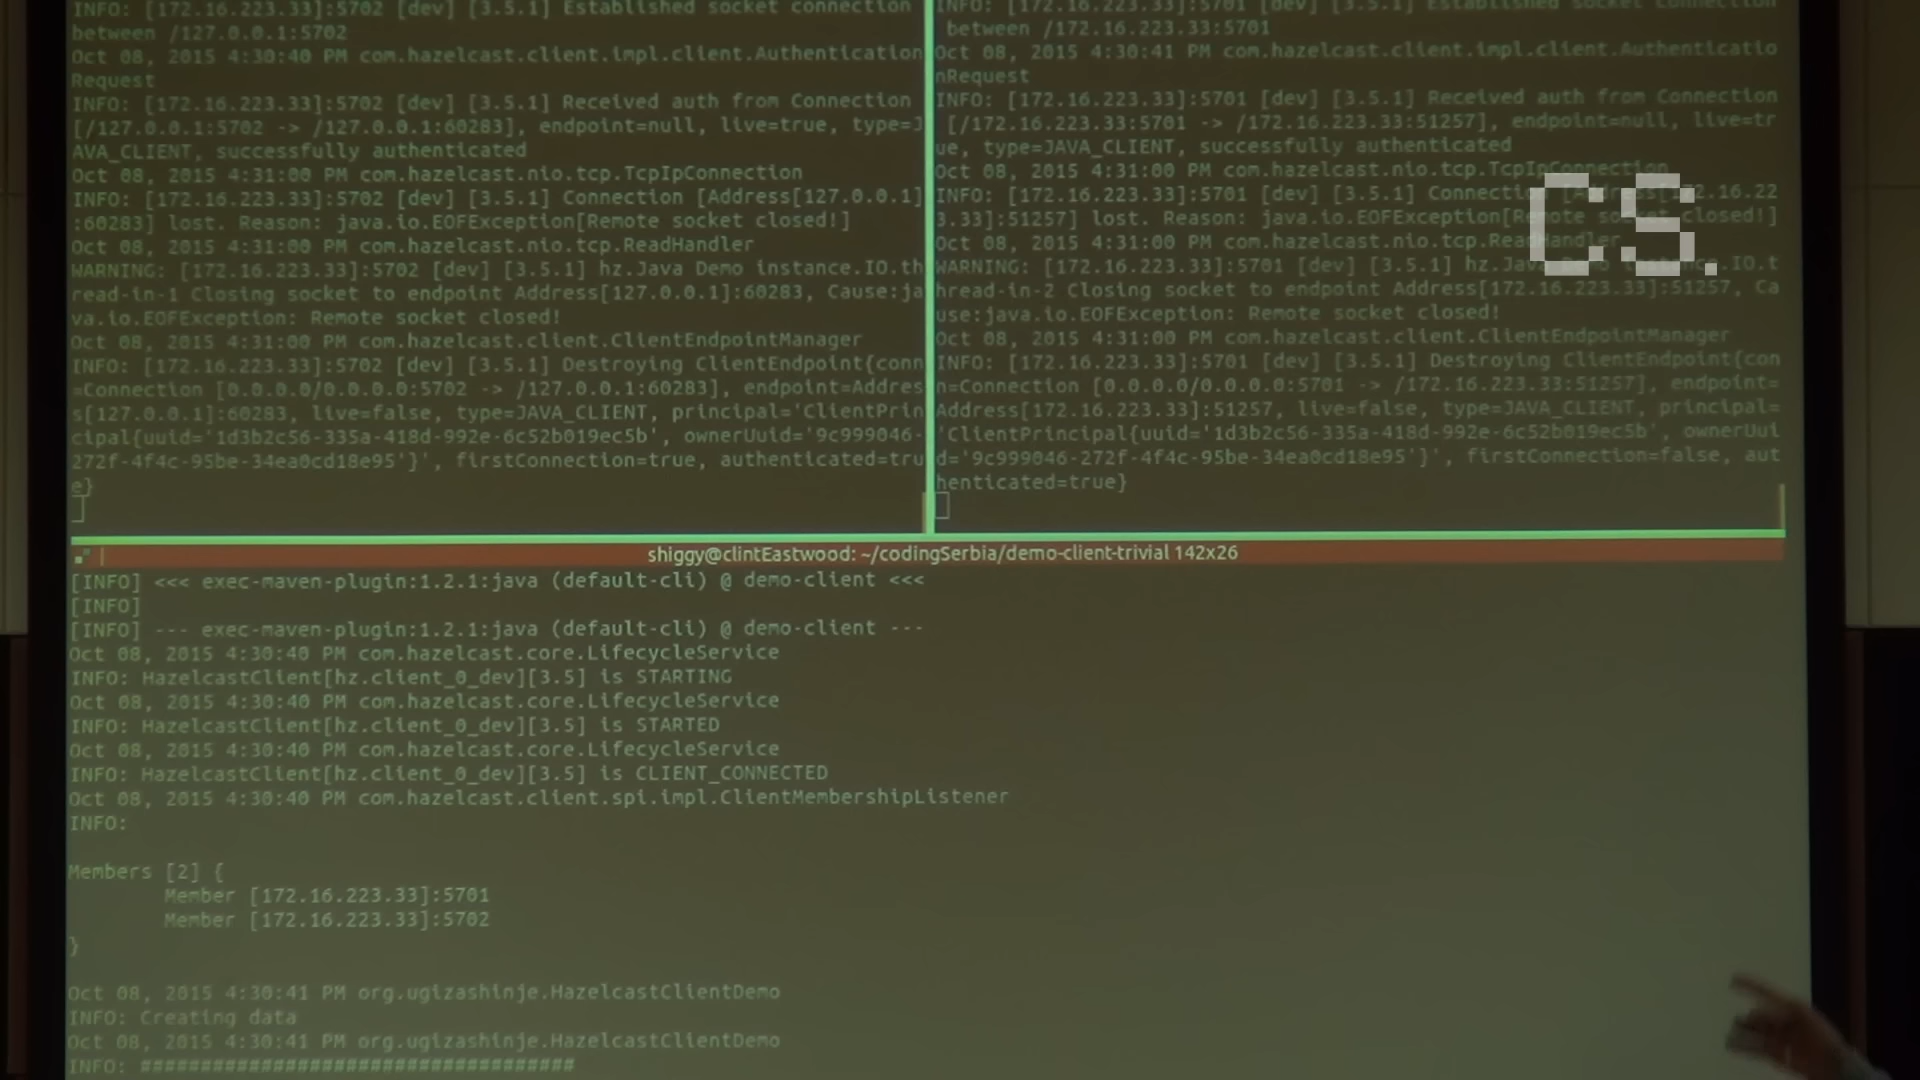 INFO: [172.16.223.33]:5702 [dev] [3.5.1] Established socket connection
between /127.0.0.1:5702
Oct 08, 2015 4:30:40 PM com.hazelcast.client.impl.client.Authentication
Request
INFO: [172.16.223.33]:5702 [dev] [3.5.1] Received auth from Connection
[/127.0.0.1:5702 -> /127.0.0.1:60283], endpoint=null, live=true, type=J
AVA_CLIENT, successfully authenticated
Oct 08, 2015 4:31:00 PM com.hazelcast.nio.tcp.TcpIpConnection
INFO: [172.16.223.33]:5702 [dev] [3.5.1] Connection [Address[127.0.0.1]
:60283] lost. Reason: java.io.EOFException[Remote socket closed!]
Oct 08, 2015 4:31:00 PM com.hazelcast.nio.tcp.ReadHandler
WARNING: [172.16.223.33]:5702 [dev] [3.5.1] hz.Java Demo instance.IO.th
read-in-1 Closing socket to endpoint Address[127.0.0.1]:60283, Cause:ja
va.io.EOFException: Remote socket closed!
Oct 08, 2015 4:31:00 PM com.hazelcast.client.ClientEndpointManager
INFO: [172.16.223.33]:5702 [dev] [3.5.1] Destroying ClientEndpoint{conn
=Connection [0.0.0.0/0.0.0.0:5702 -> /127.0.0.1:60283], endpoint=Addres
s[127.0.0.1]:60283, live=false, type=JAVA_CLIENT, principal='ClientPrin
cipal{uuid='1d3b2c56-335a-418d-992e-6c52b019ec5b', ownerUuid='9c999046-
272f-4f4c-95be-34ea0cd18e95'}', firstConnection=true, authenticated=tru
e}
INFO: [172.16.223.33]:5701 [dev] [3.5.1] Established socket connection
between /172.16.223.33:5701
Oct 08, 2015 4:30:41 PM com.hazelcast.client.impl.client.Authenticatio
nRequest
INFO: [172.16.223.33]:5701 [dev] [3.5.1] Received auth from Connection
[/172.16.223.33:5701 -> /172.16.223.33:51257], endpoint=null, live=tr
ue, type=JAVA_CLIENT, successfully authenticated
Oct 08, 2015 4:31:00 PM com.hazelcast.nio.tcp.TcpIpConnection
INFO: [172.16.223.33]:5701 [dev] [3.5.1] Connection [Address[172.16.22
3.33]:51257] lost. Reason: java.io.EOFException[Remote socket closed!]
Oct 08, 2015 4:31:00 PM com.hazelcast.nio.tcp.ReadHandler
WARNING: [172.16.223.33]:5701 [dev] [3.5.1] hz.Java Demo instance.IO.t
hread-in-2 Closing socket to endpoint Address[172.16.223.33]:51257, Ca
use:java.io.EOFException: Remote socket closed!
Oct 08, 2015 4:31:00 PM com.hazelcast.client.ClientEndpointManager
INFO: [172.16.223.33]:5701 [dev] [3.5.1] Destroying ClientEndpoint{con
n=Connection [0.0.0.0/0.0.0.0:5701 -> /172.16.223.33:51257], endpoint=
Address[172.16.223.33]:51257, live=false, type=JAVA_CLIENT, principal=
'ClientPrincipal{uuid='1d3b2c56-335a-418d-992e-6c52b019ec5b', ownerUui
d='9c999046-272f-4f4c-95be-34ea0cd18e95'}', firstConnection=false, aut
henticated=true}
CS.
shiggy@clintEastwood: ~/codingSerbia/demo-client-trivial 142x26
[INFO] <<< exec-maven-plugin:1.2.1:java (default-cli) @ demo-client <<<
[INFO]
[INFO] --- exec-maven-plugin:1.2.1:java (default-cli) @ demo-client ---
Oct 08, 2015 4:30:40 PM com.hazelcast.core.LifecycleService
INFO: HazelcastClient[hz.client_0_dev][3.5] is STARTING
Oct 08, 2015 4:30:40 PM com.hazelcast.core.LifecycleService
INFO: HazelcastClient[hz.client_0_dev][3.5] is STARTED
Oct 08, 2015 4:30:40 PM com.hazelcast.core.LifecycleService
INFO: HazelcastClient[hz.client_0_dev][3.5] is CLIENT_CONNECTED
Oct 08, 2015 4:30:40 PM com.hazelcast.client.spi.impl.ClientMembershipListener
INFO:
Members [2] {
Member [172.16.223.33]:5701
Member [172.16.223.33]:5702
}
Oct 08, 2015 4:30:41 PM org.ugizashinje.HazelcastClientDemo
INFO: Creating data
Oct 08, 2015 4:30:41 PM org.ugizashinje.HazelcastClientDemo
INFO: ####################################